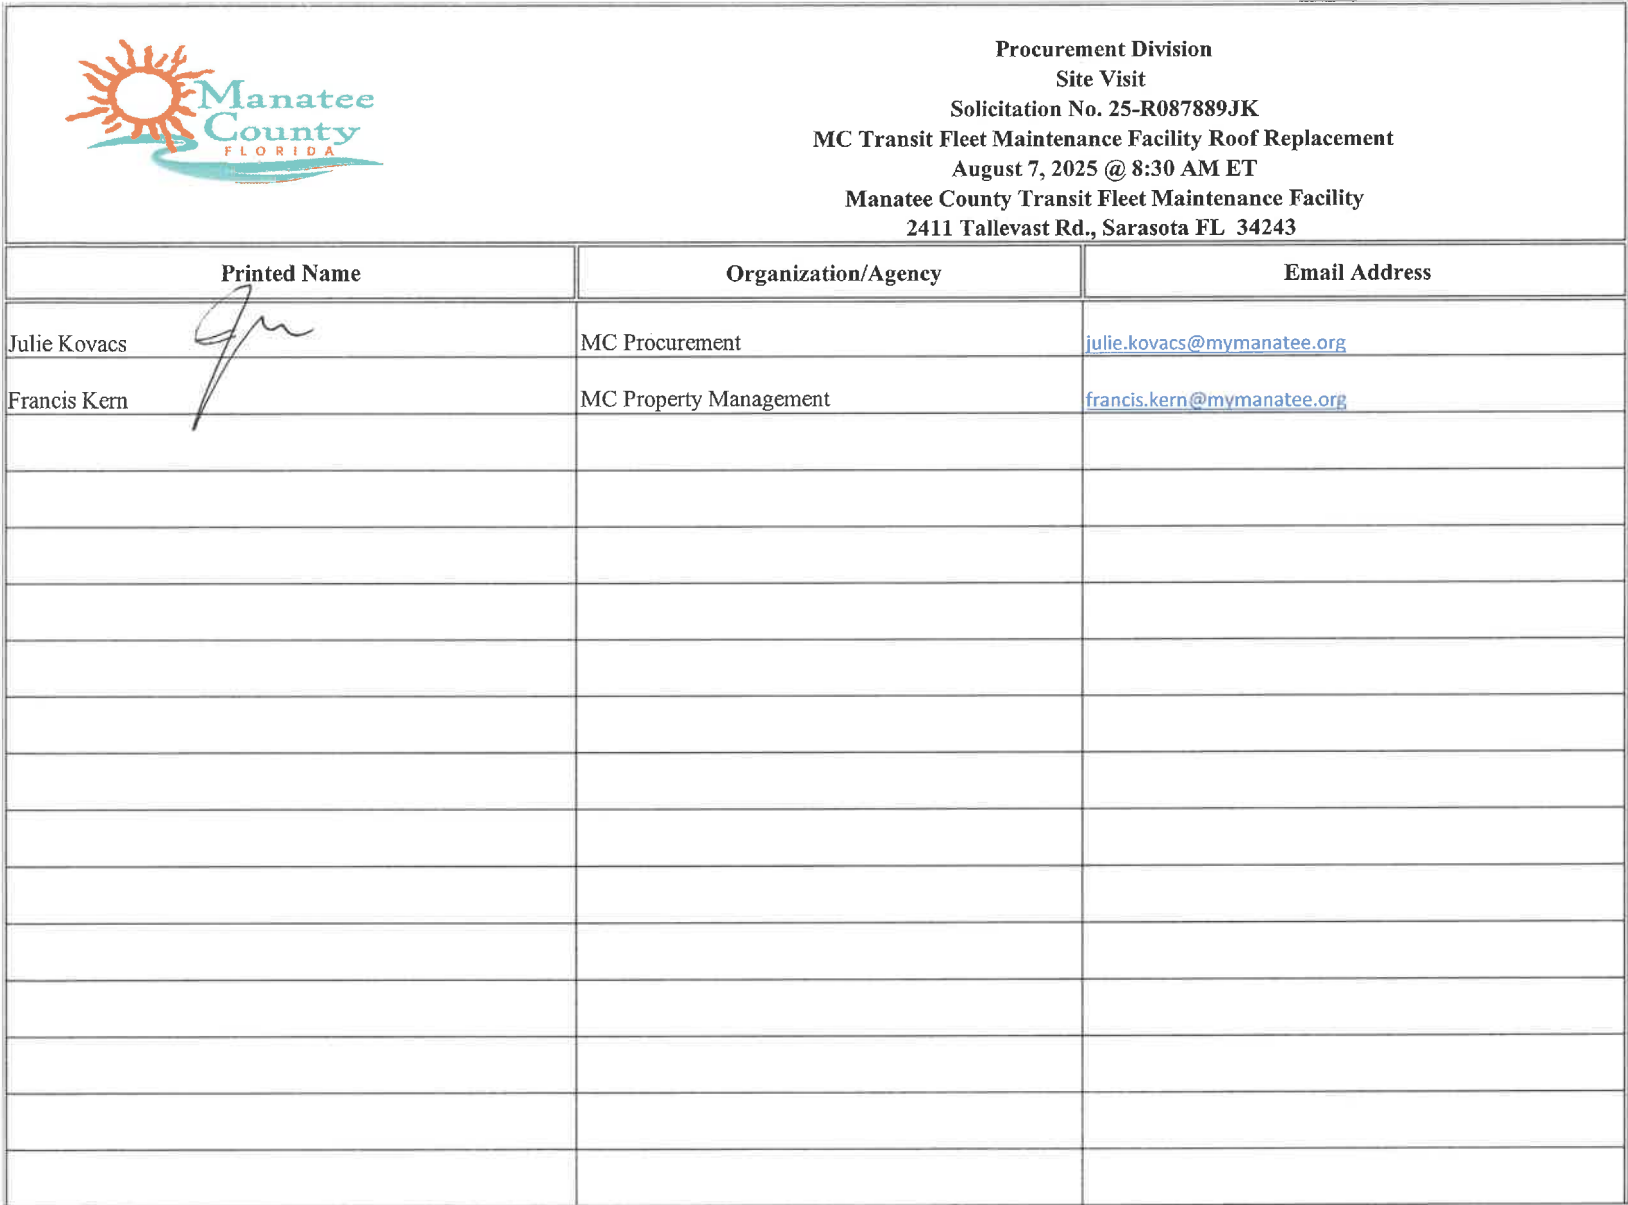 Manatee
County
FLORIDA
Procurement Division
Site Visit
Solicitation No. 25-R087889JK
MC Transit Fleet Maintenance Facility Roof Replacement
August 7, 2025 @ 8:30 AM ET
Manatee County Transit Fleet Maintenance Facility
2411 Tallevast Rd., Sarasota FL 34243
Printed Name Organization/Agency Email Address
Julie Kovacs MC Procurement julie.kovacs@mymanatee.org
Francis Kern MC Property Management francis.kern@mymanatee.org